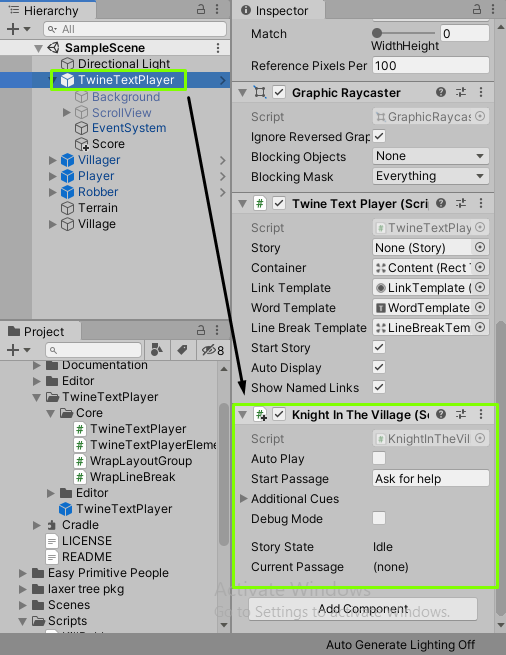 Hierarchy
All
SampleScene
Directional Light
TwineTextPlayer
Background
ScrollView
EventSystem
Score
Villager
Player
Robber
Terrain
Village
Project
8
Documentation
Editor
TwineTextPlayer
Core
TwineTextPlayer
TwineTextPlayerEleme
WrapLayoutGroup
WrapLineBreak
Editor
TwineTextPlayer
Cradle
LICENSE
README
Easy Primitive People
laxer tree pkg
Scenes
Scripts
Inspector
Match 0
Width Height
Reference Pixels Per 100
Graphic Raycaster
Script GraphicRaycas
Ignore Reversed Grap
Blocking Objects None
Blocking Mask Everything
Twine Text Player (Scrip
Script TwineTextPlay
Story None (Story)
Container Content (Rect T
Link Template LinkTemplate (
Word Template WordTemplate
Line Break Template LineBreakTem
Start Story
Auto Display
Show Named Links
Knight In The Village (Sc
Script KnightInTheVil
Auto Play
Start Passage Ask for help
Additional Cues
Debug Mode
Story State Idle
Current Passage (none)
Activate Windows
Go to Settings to activate Windows.
Add Component
Auto Generate Lighting Off